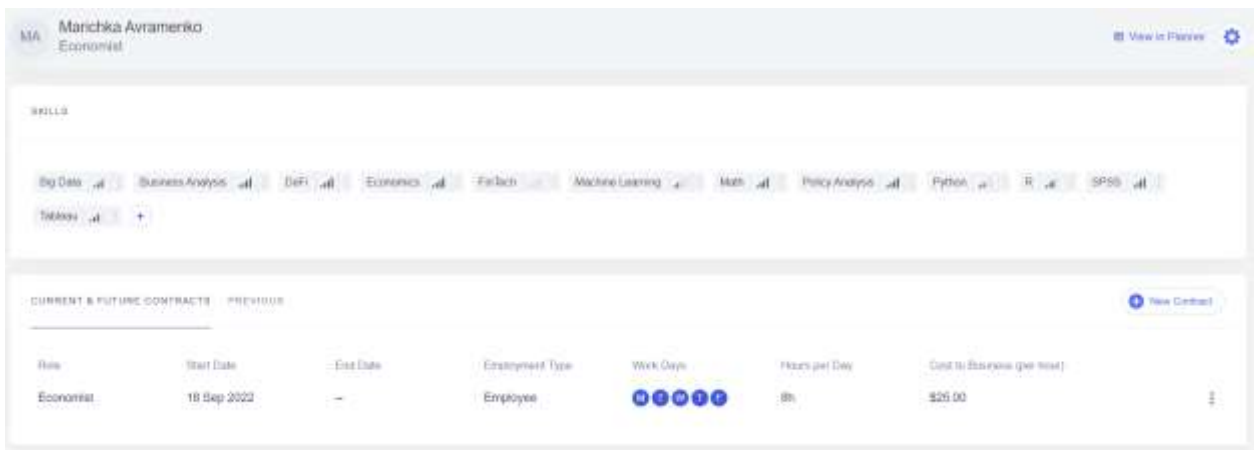 MA
Marichka Avramenko
Economist
View in Planner
SKILLS
Big Data Business Analysis DeFi Economics FinTech Machine Learning Math Policy Analysis Python R SPSS
Tableau +
CURRENT & FUTURE CONTRACTS PREVIOUS
+ New Contract
Role Start Date End Date Employment Type Work Days Hours per Day Cost to Business (per hour)
Economist 18 Sep 2022 – Employee M T W T F 8h $25.00